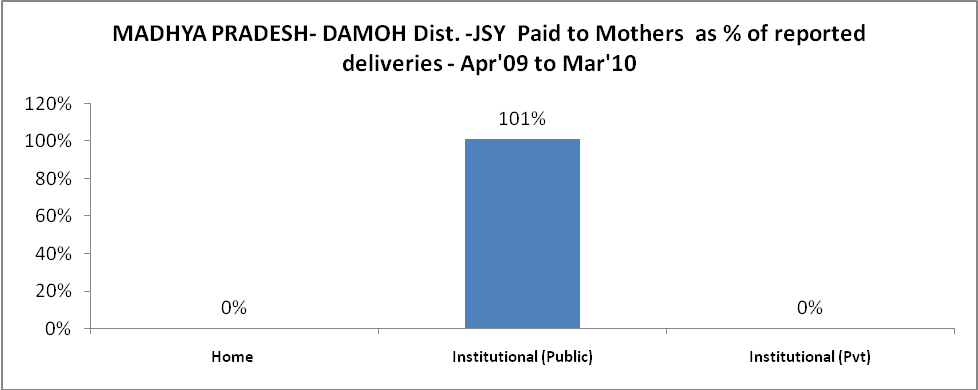 MADHYA PRADESH- DAMOH Dist. -JSY  Paid to Mothers  as % of reported
deliveries - Apr'09 to Mar'10
120%
100%
80%
60%
40%
20%
0%
0%
101%
0%
Home
Institutional (Public)
Institutional (Pvt)